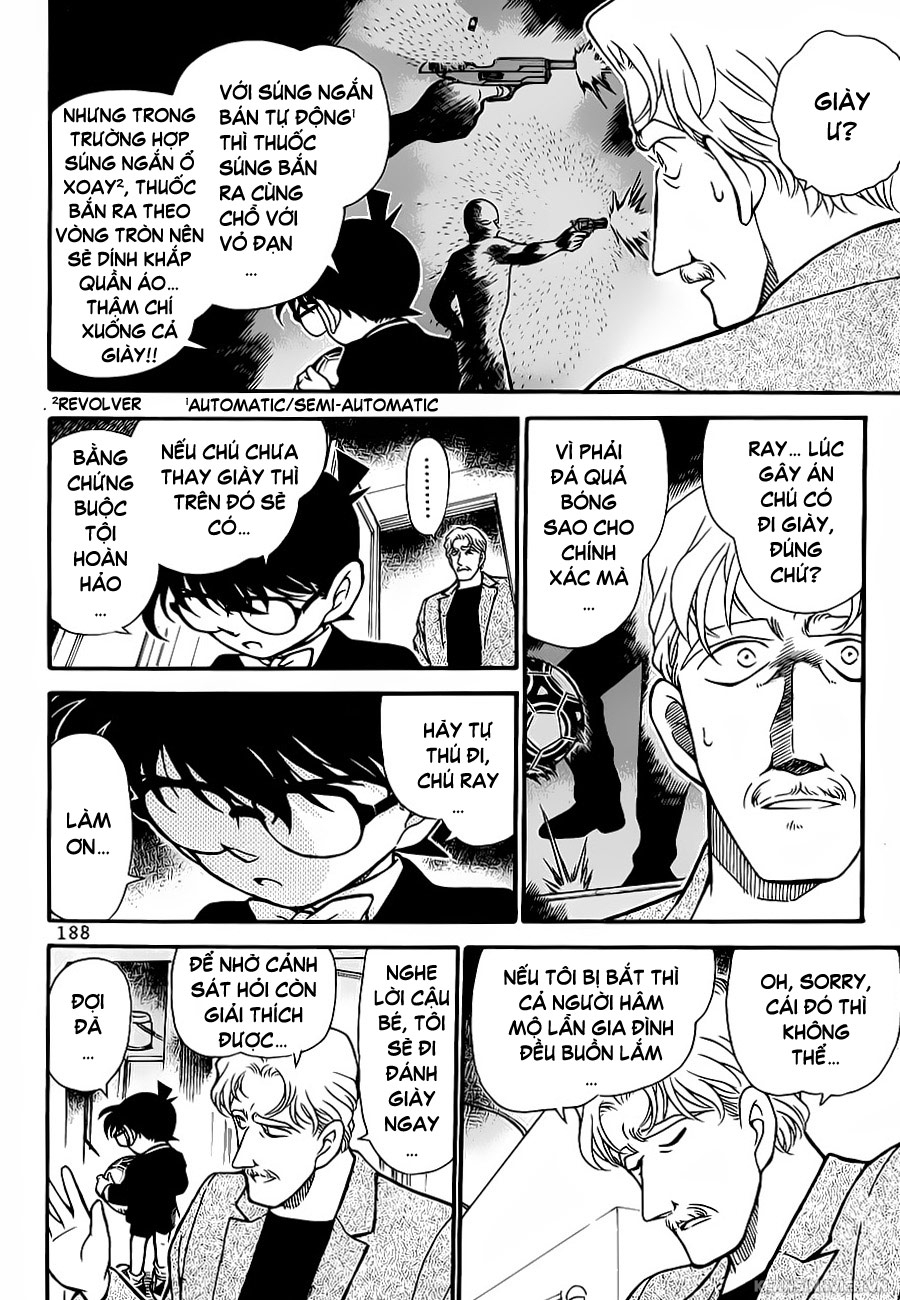 GIÀY
Ư?
VỚI SÚNG NGẮN
BÁN TỰ ĐỘNG¹
THÌ THUỐC
SÚNG BẮN
RA CÙNG
CHỖ VỚI
VỎ ĐẠN
...
NHƯNG TRONG
TRƯỜNG HỢP
SÚNG NGẮN Ổ
XOAY², THUỐC
BẮN RA THEO
VÒNG TRÒN NÊN
SẼ DÍNH KHẮP
QUẦN ÁO...
THẬM CHÍ
XUỐNG CẢ
GIÀY!!
²REVOLVER ¹AUTOMATIC/SEMI-AUTOMATIC
RAY... LÚC
GÂY ÁN
CHÚ CÓ
ĐI GIÀY,
ĐÚNG
CHỨ?
VÌ PHẢI
ĐÁ QUẢ
BÓNG
SAO CHO
CHÍNH
XÁC MÀ
...
........
NẾU CHÚ CHƯA
THAY GIÀY THÌ
TRÊN ĐÓ SẼ
CÓ...
BẰNG
CHỨNG
BUỘC
TỘI
HOÀN
HẢO
...
HÃY TỰ
THÚ ĐI,
CHÚ RAY
...
LÀM
ƠN...
188
OH, SORRY,
CÁI ĐÓ THÌ
KHÔNG
THỂ...
NẾU TÔI BỊ BẮT THÌ
CẢ NGƯỜI HÂM
MỘ LẪN GIA ĐÌNH
ĐỀU BUỒN LẮM
...
NGHE
LỜI CẬU
BÉ, TÔI
SẼ ĐI
ĐÁNH
GIÀY
NGAY
...
ĐỂ NHỠ CẢNH
SÁT HỎI CÒN
GIẢI THÍCH
ĐƯỢC...
ĐỢI
ĐÃ
...